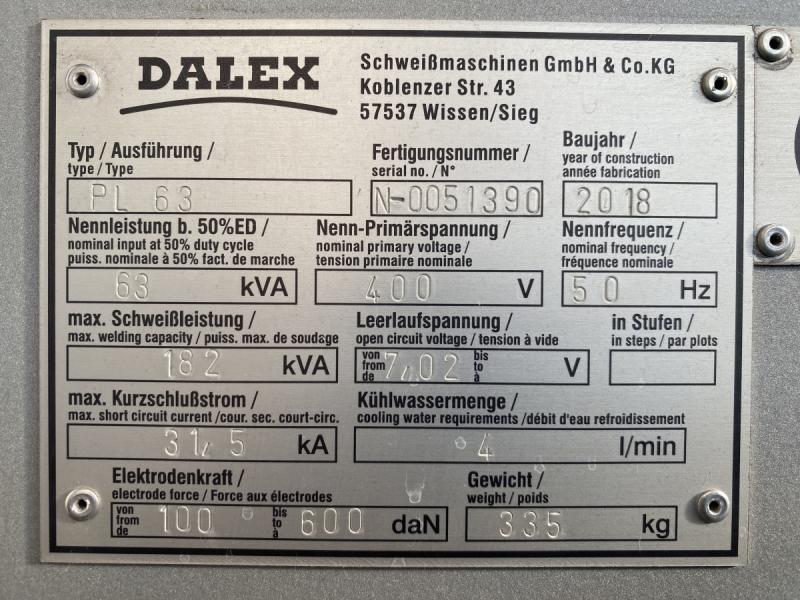 DALEX
Schweißmaschinen GmbH & Co.KG
Koblenzer Str. 43
57537 Wissen/Sieg
Typ / Ausführung /
type / Type
PL 63
Fertigungsnummer /
serial no. / N°
N-0051390
Baujahr /
year of construction
année fabrication
2018
Nennleistung b. 50%ED /
nominal input at 50% duty cycle
puiss. nominale à 50% fact. de marche
63 kVA
Nenn-Primärspannung /
nominal primary voltage /
tension primaire nominale
400 V
Nennfrequenz /
nominal frequency /
fréquence nominale
50 Hz
max. Schweißleistung /
max. welding capacity / puiss. max. de soudage
182 kVA
Leerlaufspannung /
open circuit voltage / tension à vide
von
from
de
7,02
bis
to
à
V
in Stufen /
in steps / par plots
max. Kurzschlußstrom /
max. short circuit current /cour. sec. court-circ.
31,5 kA
Kühlwassermenge /
cooling water requirements /débit d'eau refroidissement
4 l/min
Elektrodenkraft /
electrode force / Force aux électrodes
von
from
de
100
bis
to
à
600 daN
Gewicht /
weight / poids
335 kg